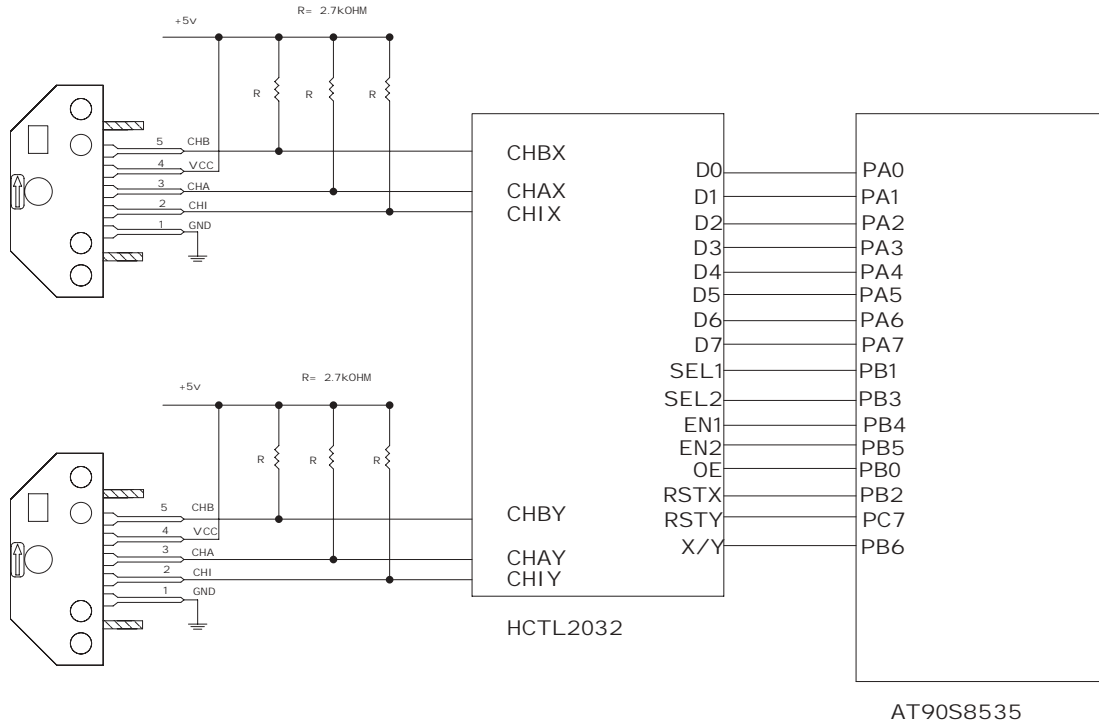 R= 2.7kOHM
+5v
R R R
5 CHB
4 VCC
3 CHA
2 CHI
1 GND
CHBX
CHAX
CHIX
D0 PA0
D1 PA1
D2 PA2
D3 PA3
D4 PA4
D5 PA5
D6 PA6
D7 PA7
SEL1 PB1
SEL2 PB3
EN1 PB4
EN2 PB5
OE PB0
RSTX PB2
RSTY PC7
X/Y PB6
R= 2.7kOHM
+5v
R R R
5 CHB
4 VCC
3 CHA
2 CHI
1 GND
CHBY
CHAY
CHIY
HCTL2032
AT90S8535